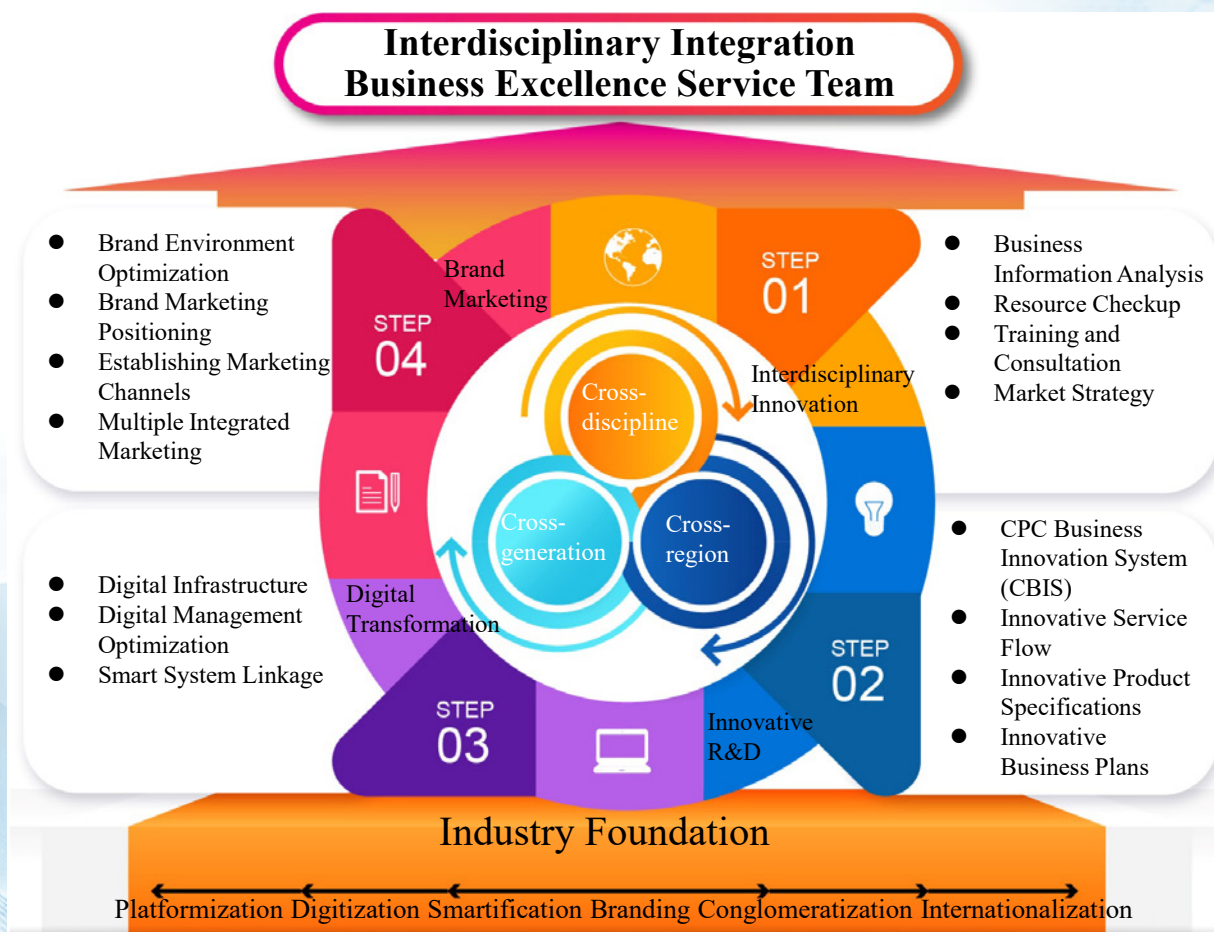 Interdisciplinary Integration
Business Excellence Service Team
● Brand Environment
Optimization
● Brand Marketing
Positioning
● Establishing Marketing
Channels
● Multiple Integrated
Marketing
Brand
Marketing
STEP
04
STEP
01
Interdisciplinary
Innovation
● Business
Information Analysis
● Resource Checkup
● Training and
Consultation
● Market Strategy
Cross-
discipline
Cross-
generation
Cross-
region
● Digital Infrastructure
● Digital Management
Optimization
● Smart System Linkage
Digital
Transformation
STEP
03
Innovative
R&D
STEP
02
● CPC Business
Innovation System
(CBIS)
● Innovative Service
Flow
● Innovative Product
Specifications
● Innovative
Business Plans
Industry Foundation
Platformization Digitization Smartification Branding Conglomeratization Internationalization